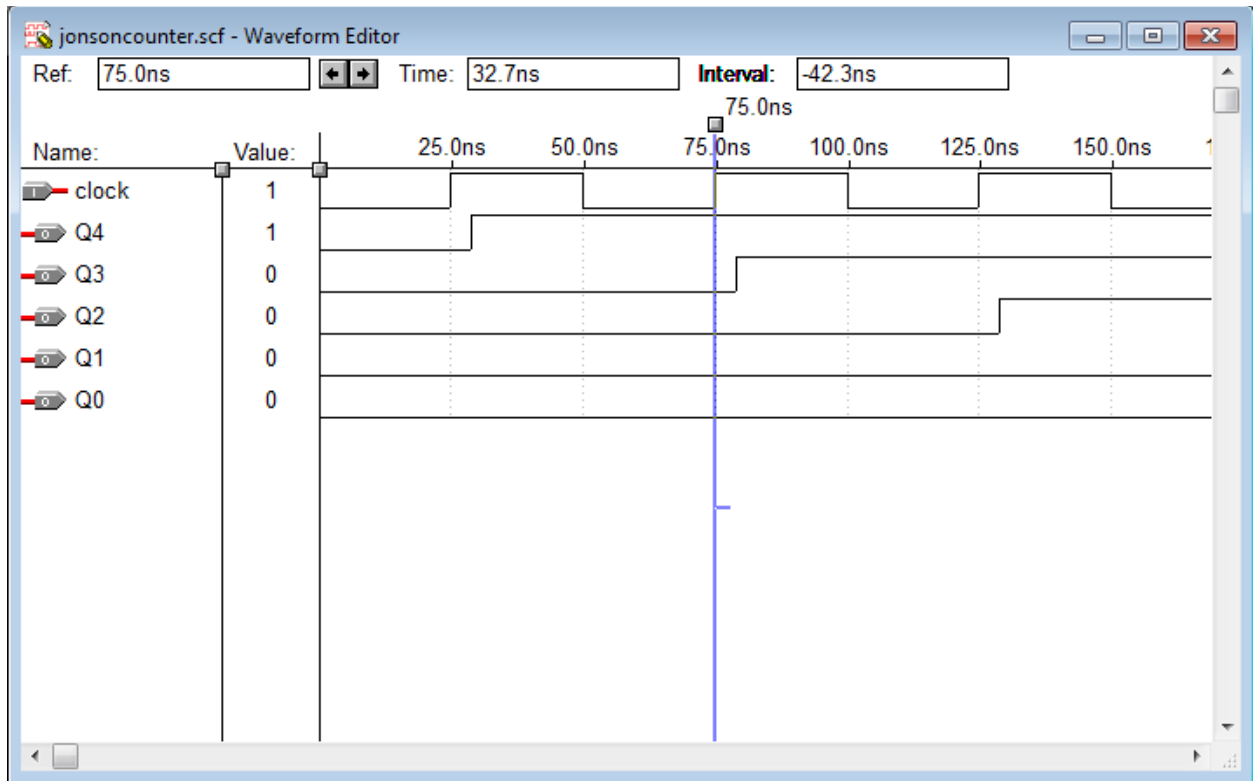 jonsoncounter.scf - Waveform Editor
Ref: 75.0ns Time: 32.7ns Interval: -42.3ns
75.0ns
Name: Value: 25.0ns 50.0ns 75.0ns 100.0ns 125.0ns 150.0ns 1
clock 1
Q4 1
Q3 0
Q2 0
Q1 0
Q0 0